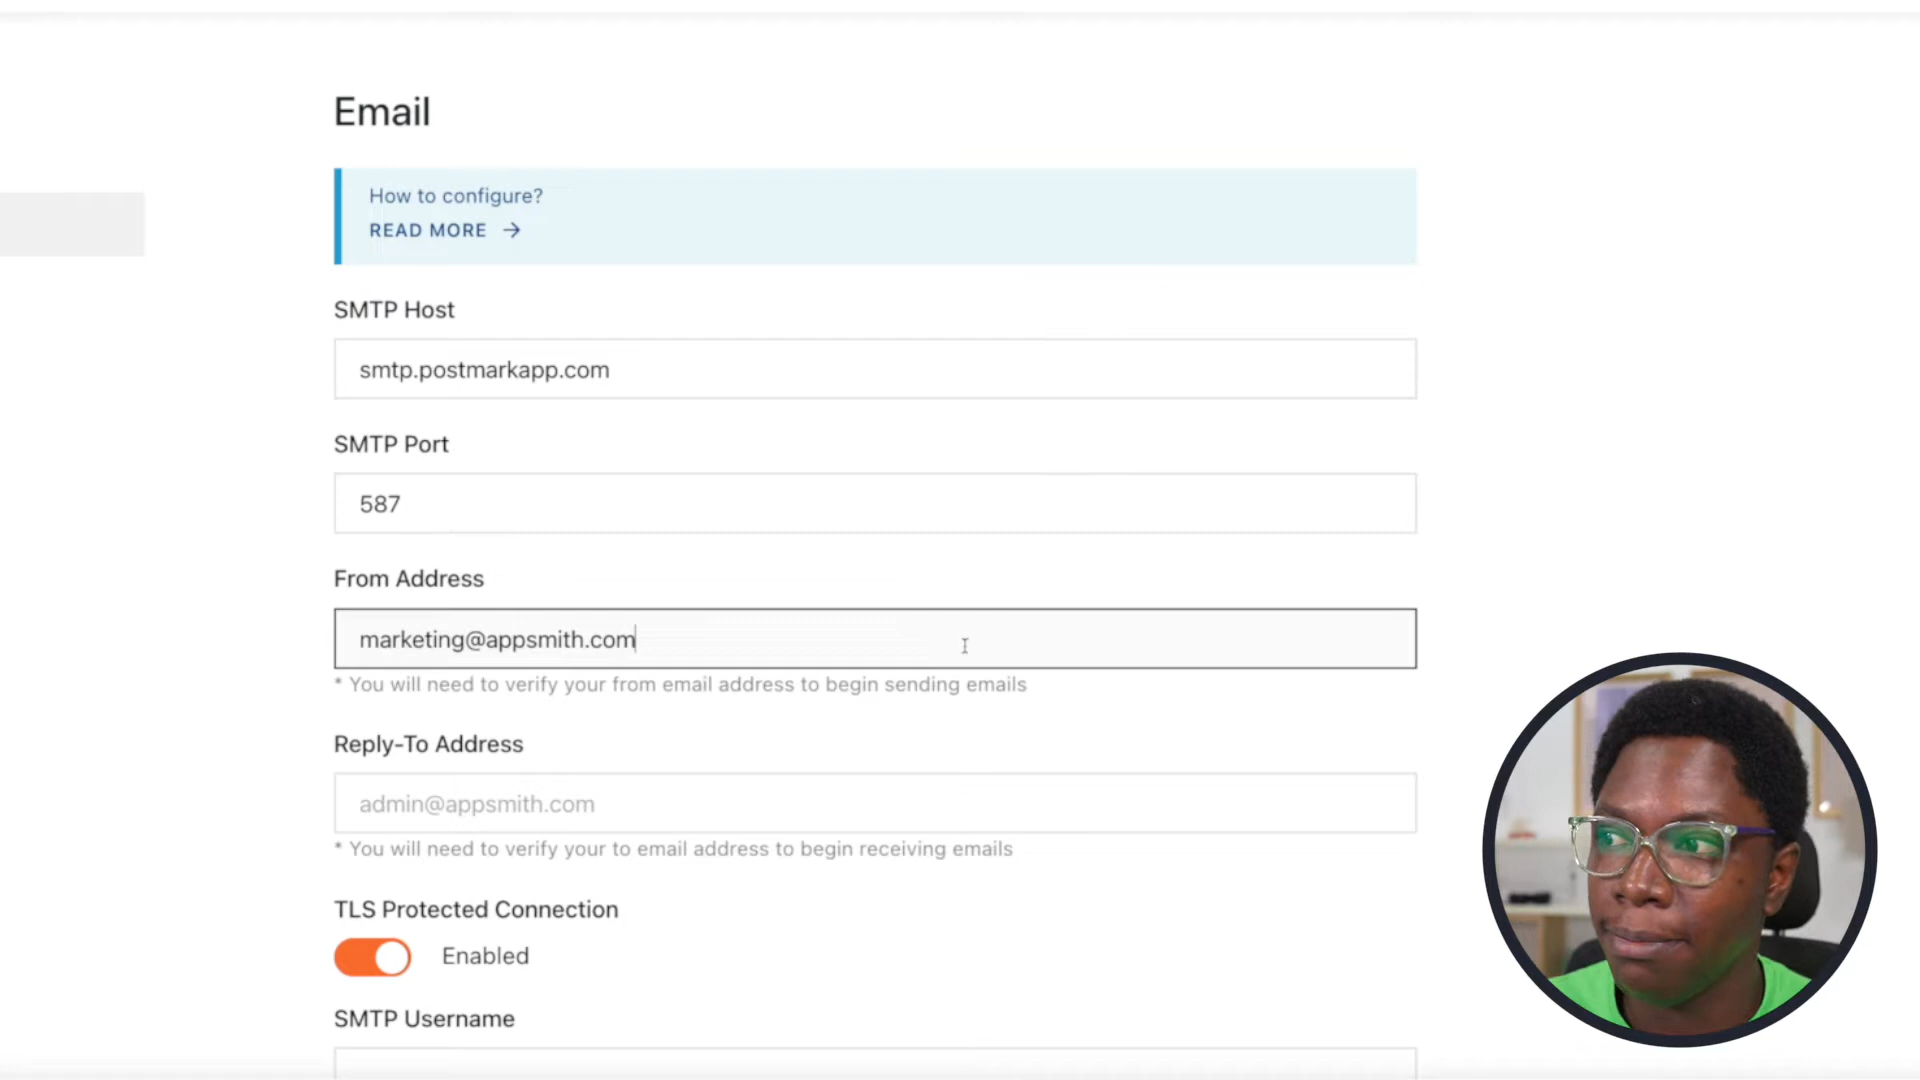 Email
How to configure?
READ MORE →
SMTP Host
smtp.postmarkapp.com
SMTP Port
587
From Address
marketing@appsmith.com
* You will need to verify your from email address to begin sending emails
Reply-To Address
admin@appsmith.com
* You will need to verify your to email address to begin receiving emails
TLS Protected Connection
Enabled
SMTP Username